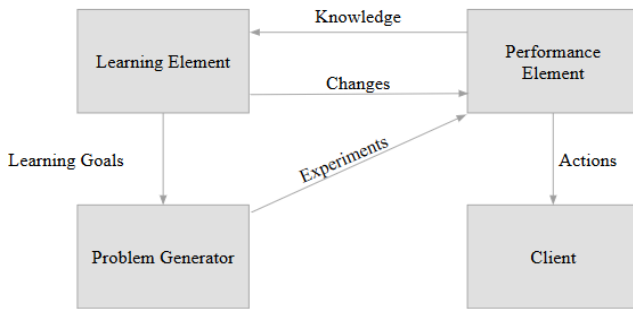 Knowledge
Learning Element
Performance
Element
Changes
Learning Goals
Experiments
Actions
Problem Generator
Client